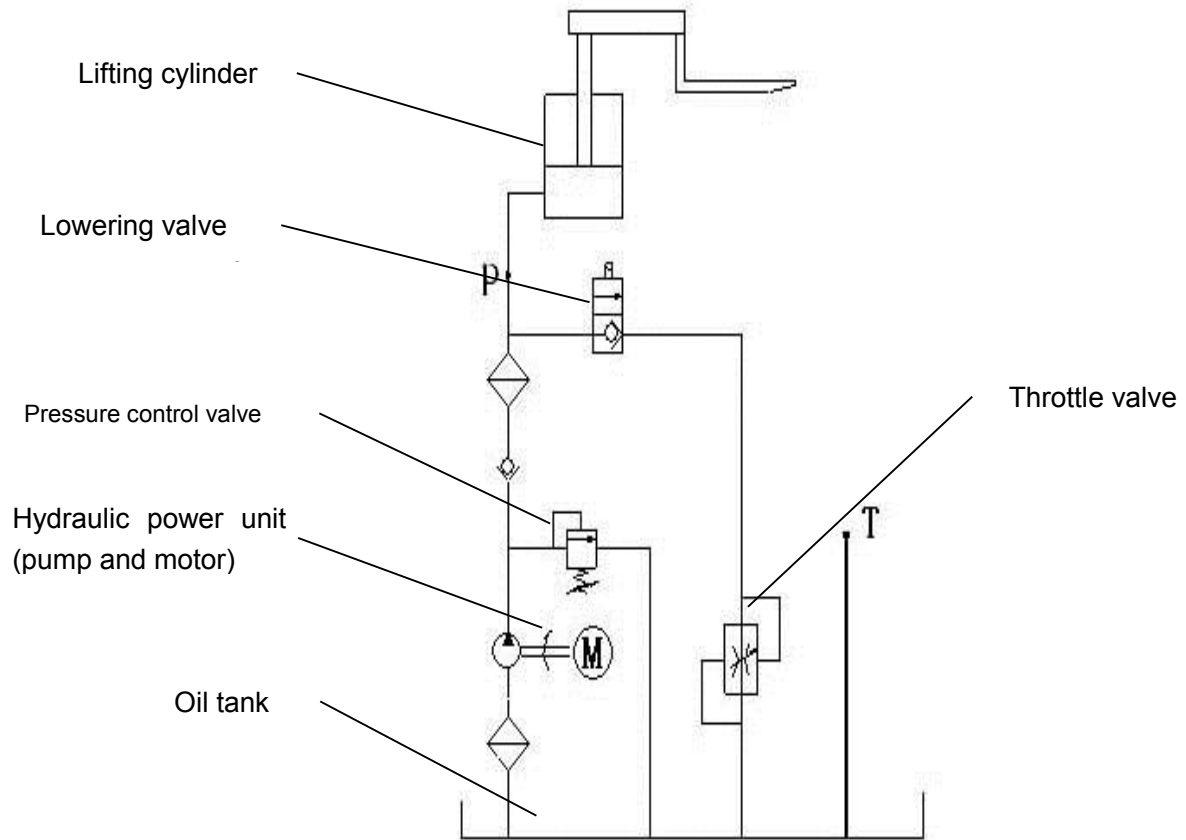 Lifting cylinder
Lowering valve
P
Pressure control valve
Throttle valve
Hydraulic power unit
(pump and motor)
T
M
Oil tank